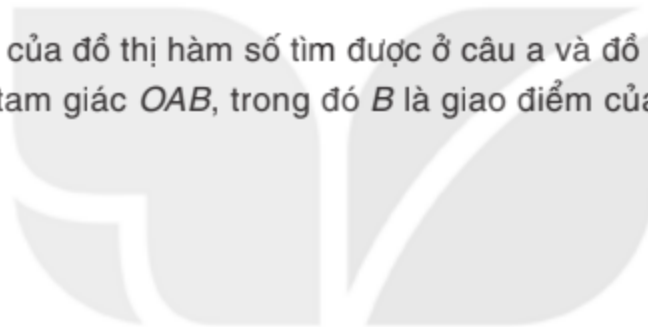 của đồ thị hàm số tìm được ở câu a và đồ
tam giác OAB, trong đó B là giao điểm của